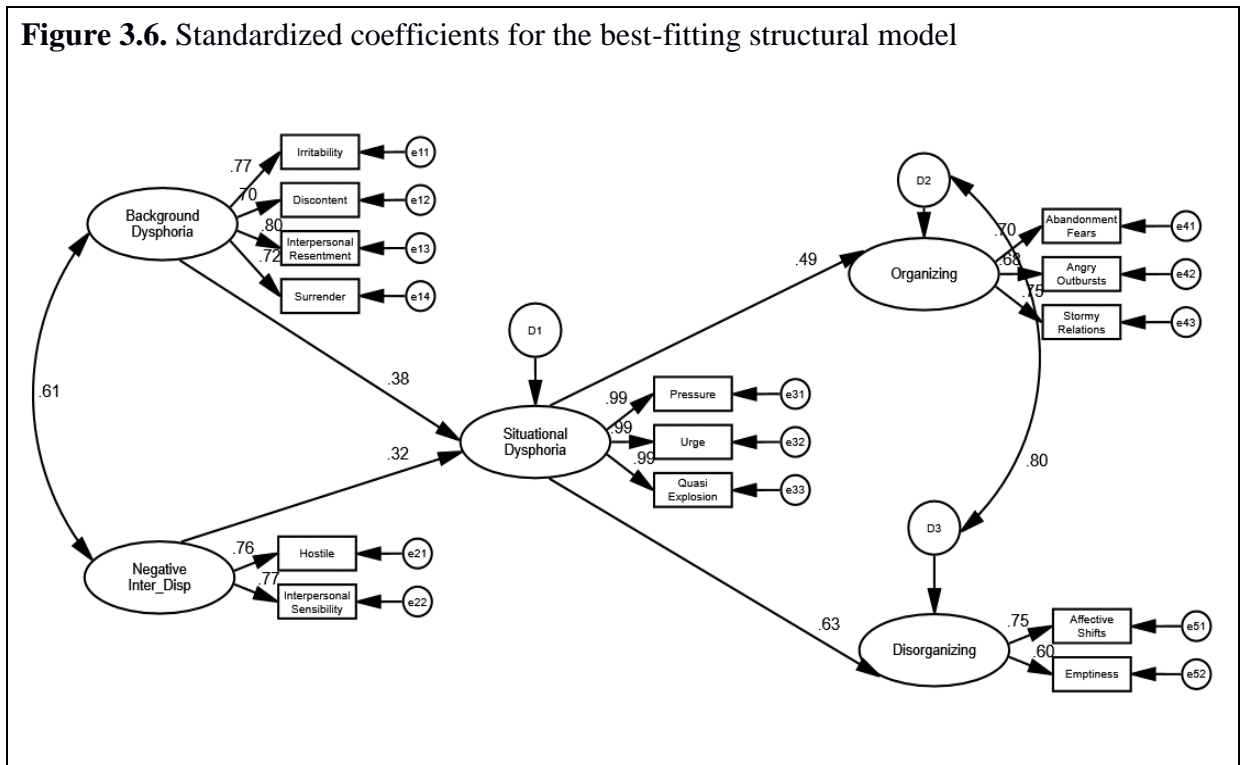 Figure 3.6. Standardized coefficients for the best-fitting structural model
Background
Dysphoria
.77
.70
.80
.72
Irritability
e11
Discontent
e12
Interpersonal
Resentment
e13
Surrender
e14
.61
.38
.32
Negative
Inter_Disp
.76
.77
Hostile
e21
Interpersonal
Sensibility
e22
D1
Situational
Dysphoria
.99
.99
.99
Pressure
e31
Urge
e32
Quasi
Explosion
e33
.49
.63
D2
Organizing
.70
.68
.75
Abandonment
Fears
e41
Angry
Outbursts
e42
Stormy
Relations
e43
.80
D3
Disorganizing
.75
.60
Affective
Shifts
e51
Emptiness
e52